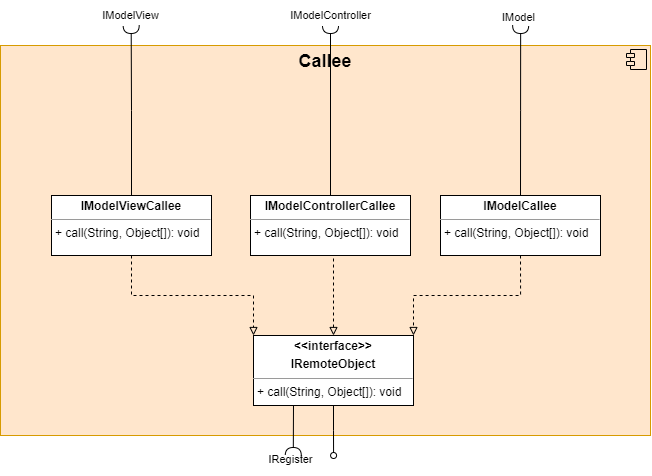 IModelView
IModelController
IModel
Callee
IModelViewCallee
+ call(String, Object[]): void
IModelControllerCallee
+ call(String, Object[]): void
IModelCallee
+ call(String, Object[]): void
<<interface>>
IRemoteObject
+ call(String, Object[]): void
IRegister